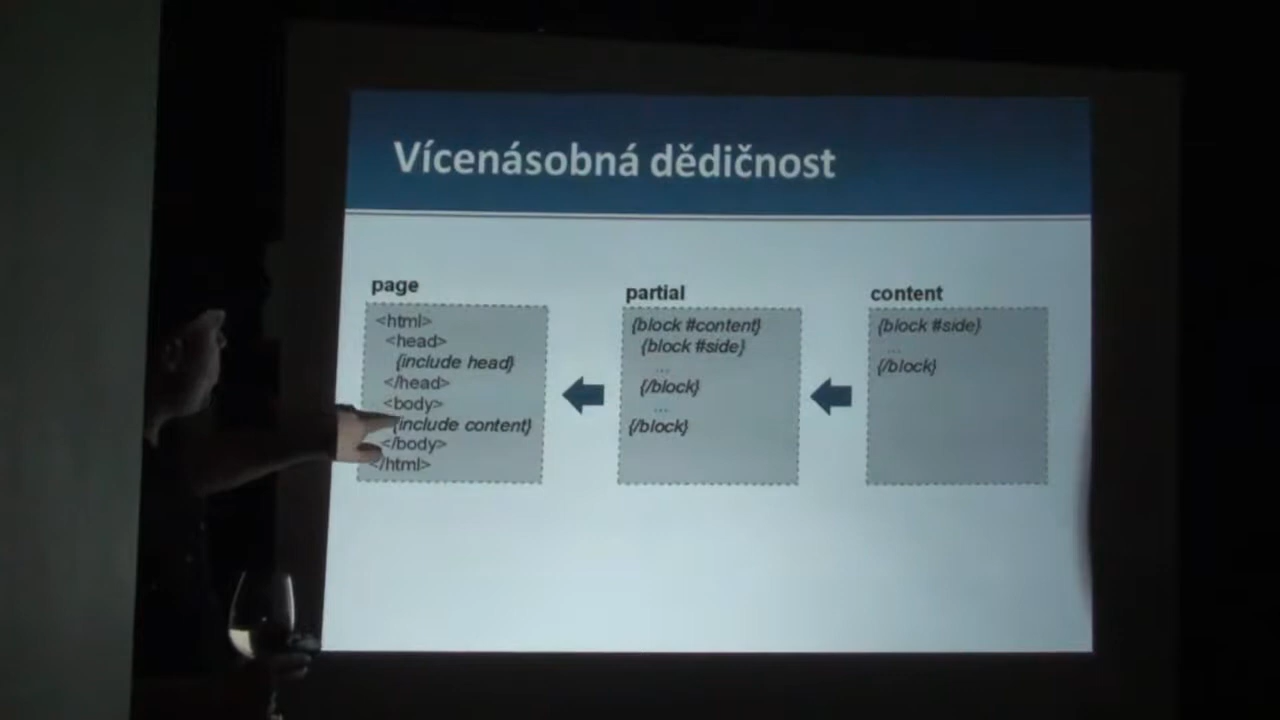 Vícenásobná dědičnost
page
<html>
<head>
{include head}
</head>
<body>
{include content}
</body>
</html>
partial
{block #content}
{block #side}
...
{/block}
...
{/block}
content
{block #side}
...
{/block}